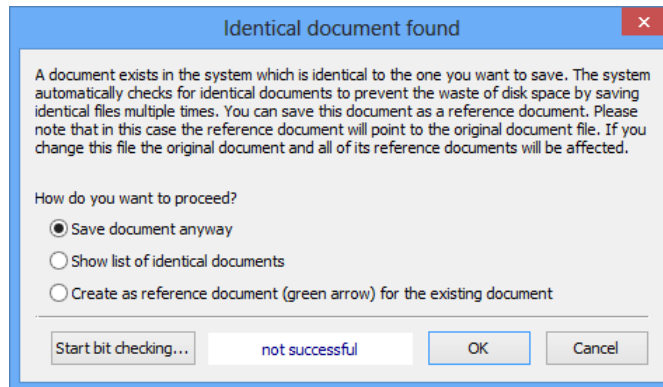 Identical document found
A document exists in the system which is identical to the one you want to save. The system
automatically checks for identical documents to prevent the waste of disk space by saving
identical files multiple times. You can save this document as a reference document. Please
note that in this case the reference document will point to the original document file. If you
change this file the original document and all of its reference documents will be affected.
How do you want to proceed?
Save document anyway
Show list of identical documents
Create as reference document (green arrow) for the existing document
Start bit checking... not successful OK Cancel